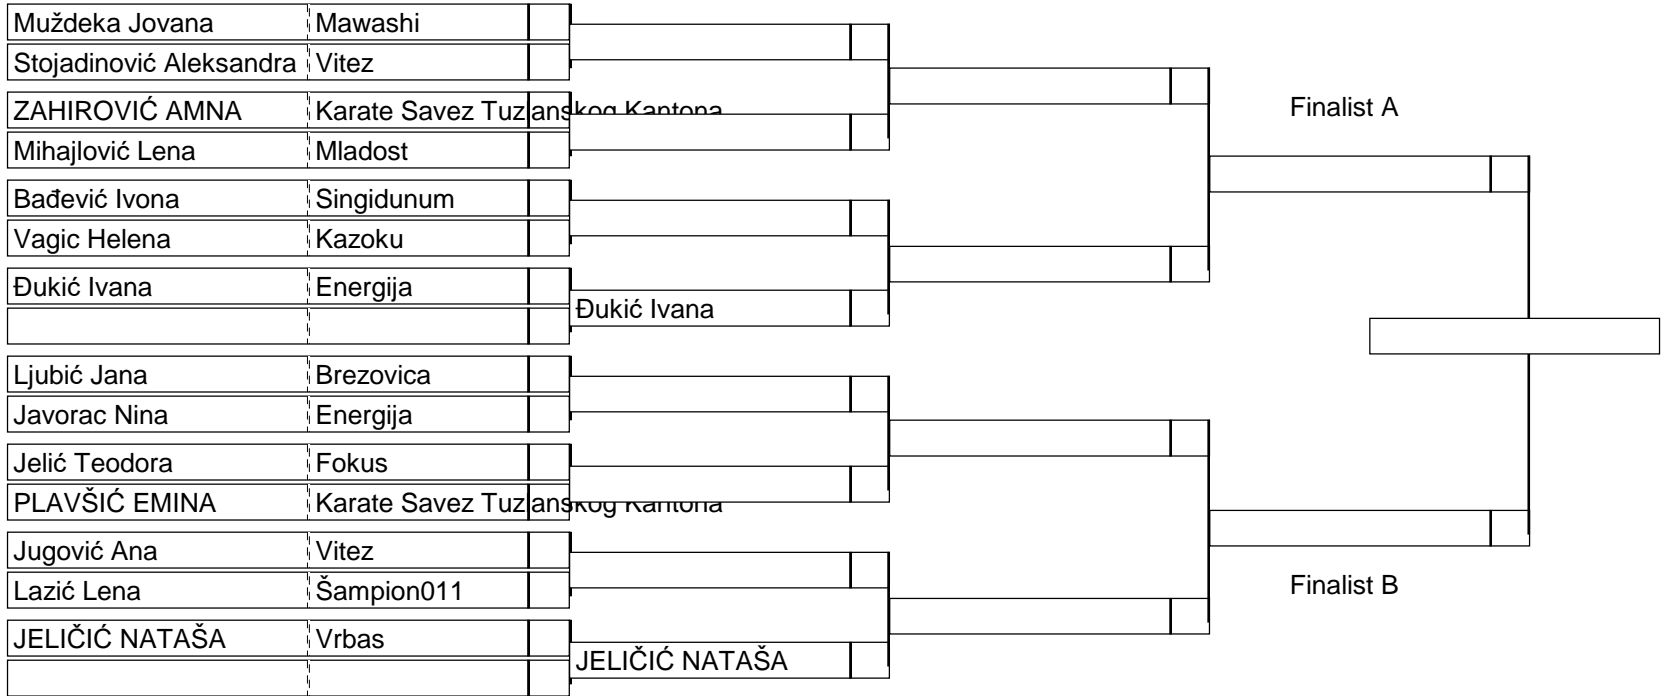 Muždeka Jovana Mawashi
Stojadinović Aleksandra Vitez
ZAHIROVIĆ AMNA Karate Savez Tuzlanskog Kantona
Finalist A
Mihajlović Lena Mladost
Bađević Ivona Singidunum
Vagic Helena Kazoku
Đukić Ivana Energija
Đukić Ivana
Ljubić Jana Brezovica
Javorac Nina Energija
Jelić Teodora Fokus
PLAVŠIĆ EMINA Karate Savez Tuzlanskog Kantona
Jugović Ana Vitez
Lazić Lena Šampion011
Finalist B
JELIČIĆ NATAŠA Vrbas
JELIČIĆ NATAŠA